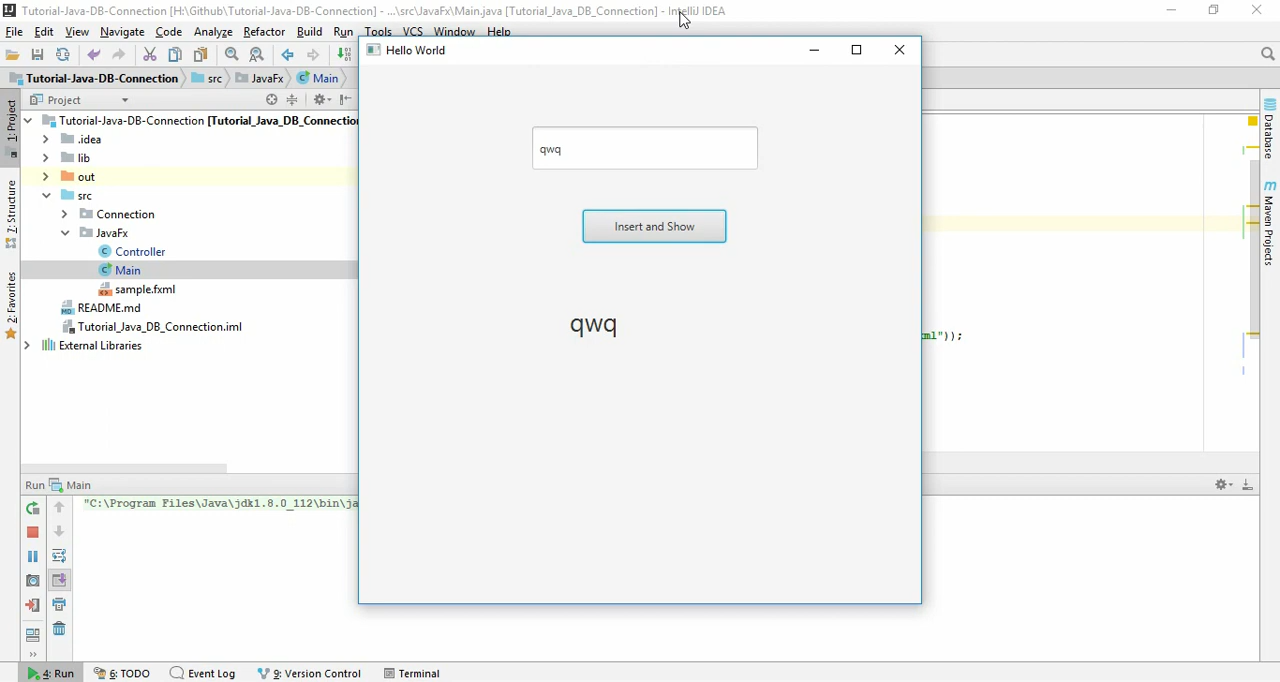 Tutorial-Java-DB-Connection [H:\Github\Tutorial-Java-DB-Connection] - ...\src\JavaFx\Main.java [Tutorial_Java_DB_Connection] - IntelliJ IDEA
File Edit View Navigate Code Analyze Refactor Build Run Tools VCS Window Help
Hello World
Tutorial-Java-DB-Connection src JavaFx Main
Project
1: Project
Tutorial-Java-DB-Connection [Tutorial_Java_DB_Connectio
.idea
lib
out
src
Connection
JavaFx
Controller
Main
sample.fxml
README.md
Tutorial_Java_DB_Connection.iml
External Libraries
7: Structure
2: Favorites
qwq
Insert and Show
qwq
ml"));
Database
m
Maven Projects
Run Main
"C:\Program Files\Java\jdk1.8.0_112\bin\ja
4: Run 6: TODO Event Log 9: Version Control Terminal